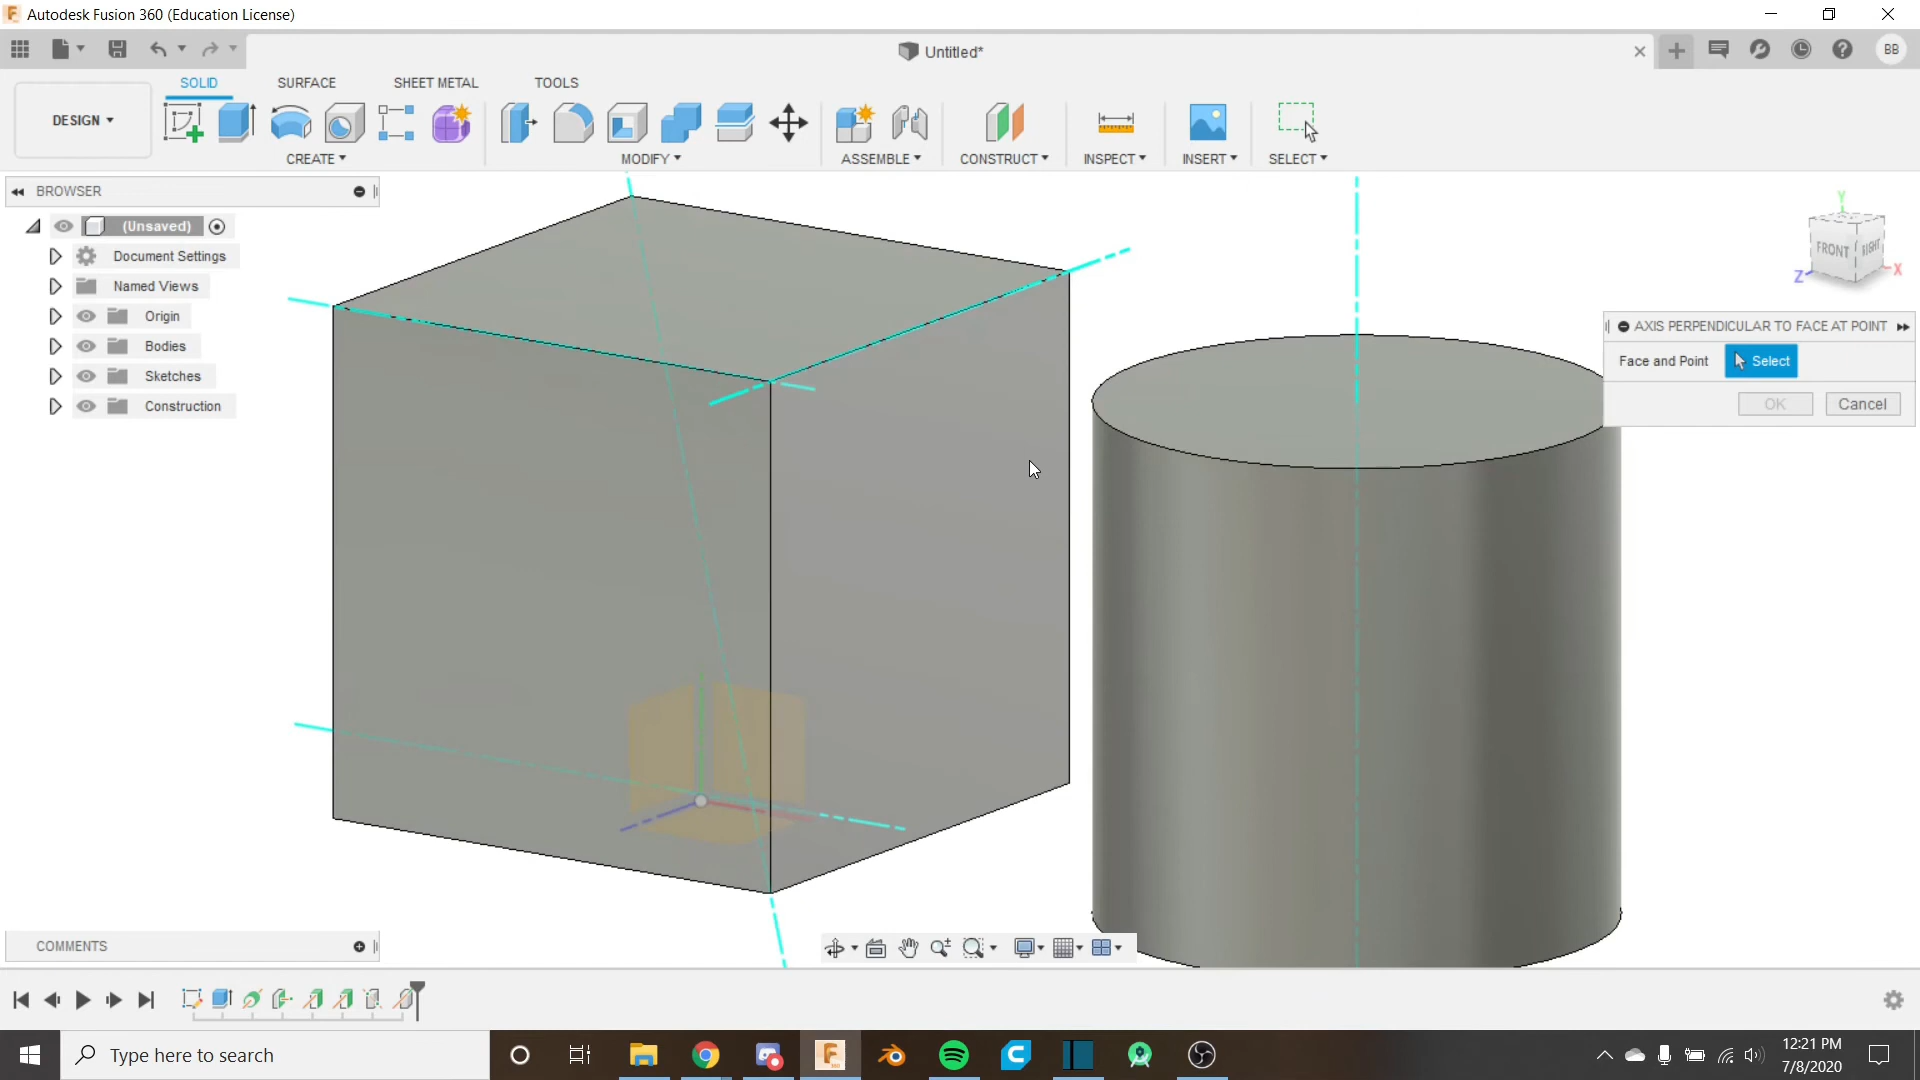 Autodesk Fusion 360 (Education License)
Untitled*
BB
SOLID SURFACE SHEET METAL TOOLS
DESIGN
CREATE MODIFY ASSEMBLE CONSTRUCT INSPECT INSERT SELECT
BROWSER
(Unsaved)
Document Settings
Named Views
Origin
Bodies
Sketches
Construction
Y
FRONT RIGHT
Z X
AXIS PERPENDICULAR TO FACE AT POINT
Face and Point Select
OK Cancel
COMMENTS
Type here to search
12:21 PM
7/8/2020